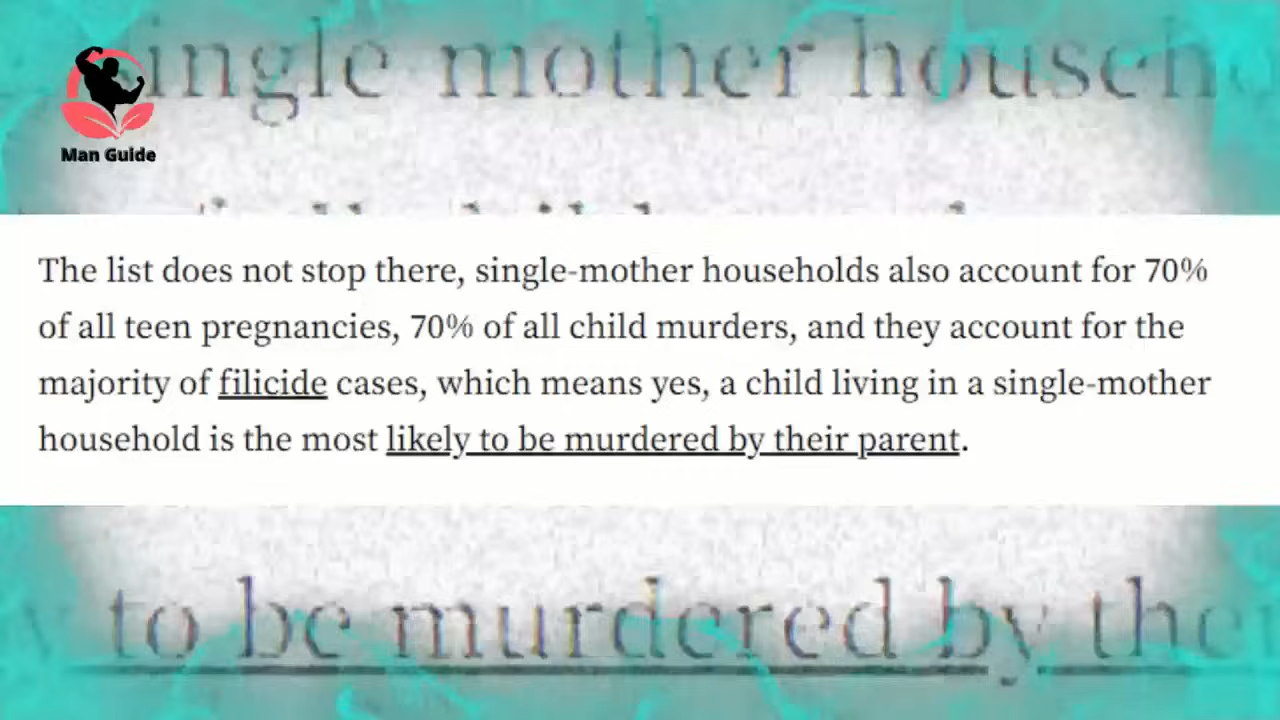 ingle mother househo
Man Guide
The list does not stop there, single-mother households also account for 70%
of all teen pregnancies, 70% of all child murders, and they account for the
majority of filicide cases, which means yes, a child living in a single-mother
household is the most likely to be murdered by their parent.
to be murdered by thei